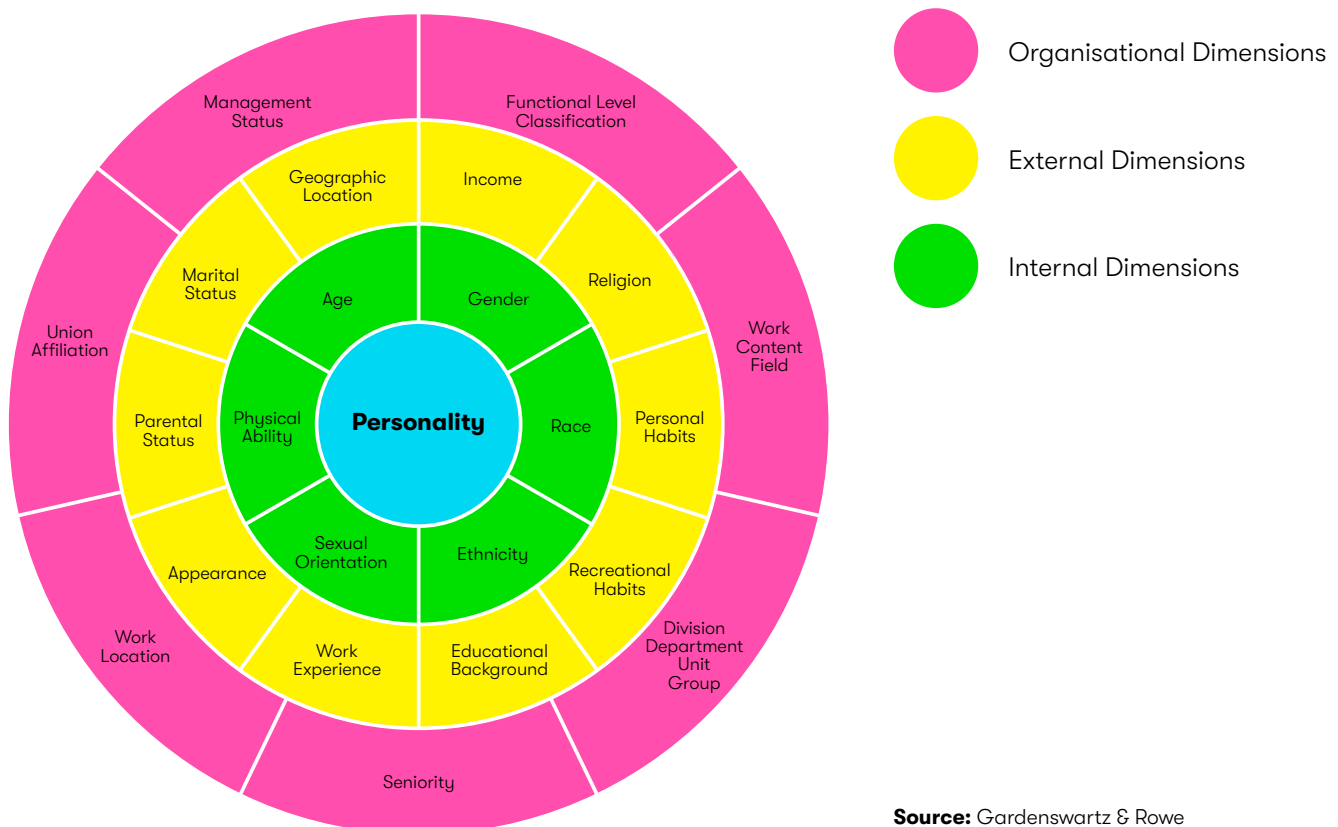 Management
Status
Functional Level
Classification
Work
Content
Field
Division
Department
Unit
Group
Seniority
Work
Location
Union
Affiliation
Geographic
Location
Income
Religion
Personal
Habits
Recreational
Habits
Educational
Background
Work
Experience
Appearance
Parental
Status
Marital
Status
Age
Gender
Race
Ethnicity
Sexual
Orientation
Physical
Ability
Personality
Organisational Dimensions
External Dimensions
Internal Dimensions
Source: Gardenswartz & Rowe